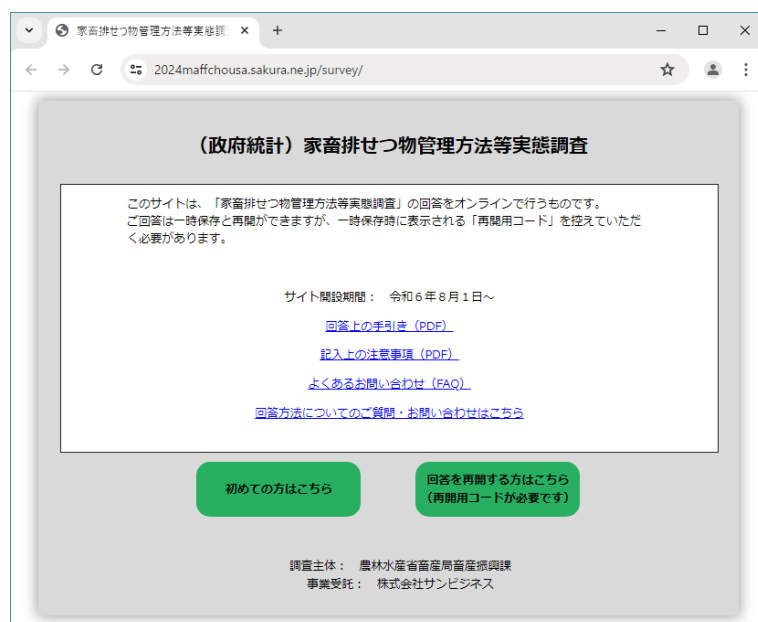 家畜排せつ物管理方法等実態調
2024maffchousa.sakura.ne.jp/survey/
（政府統計）家畜排せつ物管理方法等実態調査
このサイトは、「家畜排せつ物管理方法等実態調査」の回答をオンラインで行うものです。
ご回答は一時保存と再開ができますが、一時保存時に表示される「再開用コード」を控えていただ
く必要があります。
サイト開設期間： 令和６年８月１日～
回答上の手引き（PDF）
記入上の注意事項（PDF）
よくあるお問い合わせ（FAQ）
回答方法についてのご質問・お問い合わせはこちら
初めての方はこちら
回答を再開する方はこちら
（再開用コードが必要です）
調査主体： 農林水産省畜産局畜産振興課
事業受託： 株式会社サンビジネス